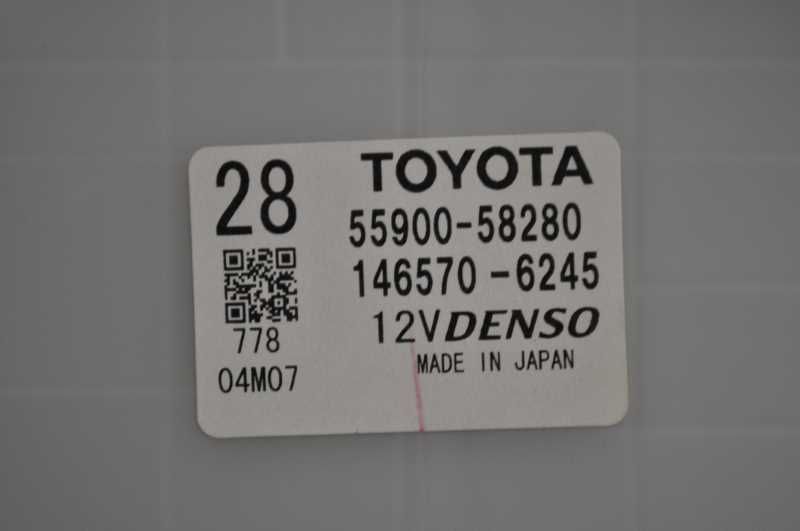 28
778
04M07
TOYOTA
55900-58280
146570-6245
12V DENSO
MADE IN JAPAN